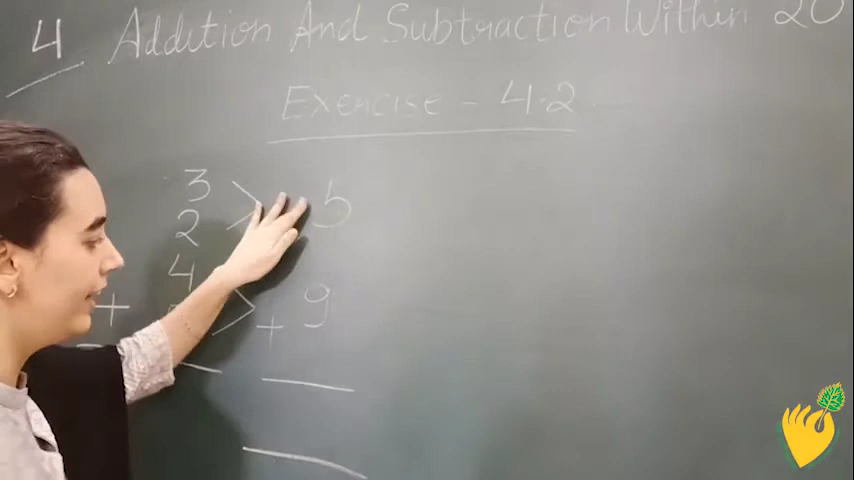 4 Addition And Subtraction Within 20
Exercise - 4.2
3
2 > 5
4
+ > + 9